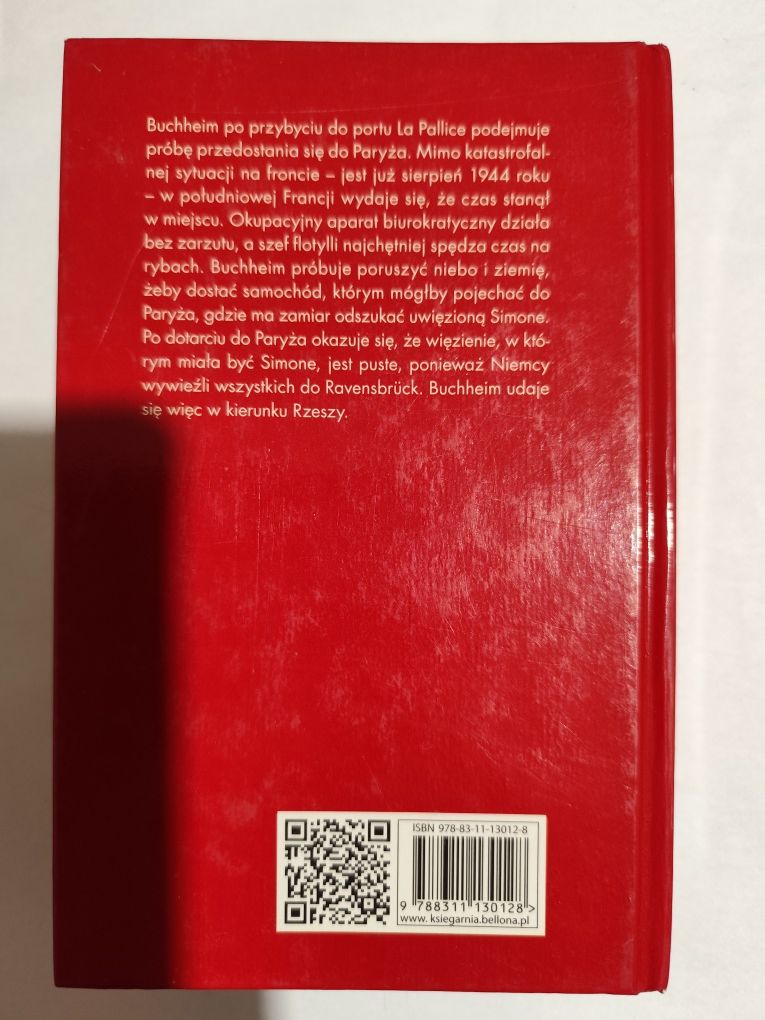 Buchheim po przybyciu do portu La Pallice podejmuje
próbę przedostania się do Paryża. Mimo katastrofal-
nej sytuacji na froncie – jest już sierpień 1944 roku
– w południowej Francji wydaje się, że czas stanął
w miejscu. Okupacyjny aparat biurokratyczny działa
bez zarzutu, a szef flotylli najchętniej spędza czas na
rybach. Buchheim próbuje poruszyć niebo i ziemię,
żeby dostać samochód, którym mógłby pojechać do
Paryża, gdzie ma zamiar odszukać uwięzioną Simone.
Po dotarciu do Paryża okazuje się, że więzienie, w któ-
rym miała być Simone, jest puste, ponieważ Niemcy
wywieźli wszystkich do Ravensbrück. Buchheim udaje
się więc w kierunku Rzeszy.
ISBN 978-83-11-13012-8
9 788311 130128>
www.ksiegarnia.bellona.pl